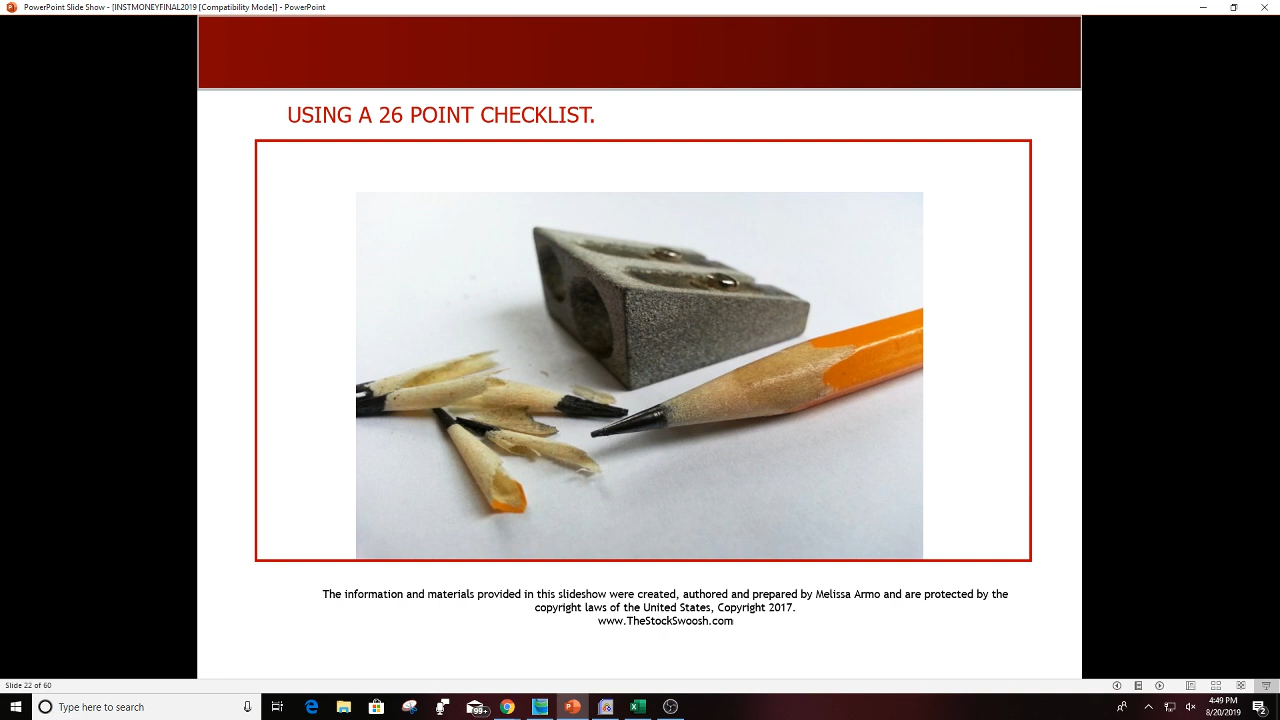 PowerPoint Slide Show - [INSTMONEYFINAL2019 [Compatibility Mode]] - PowerPoint
USING A 26 POINT CHECKLIST.
The information and materials provided in this slideshow were created, authored and prepared by Melissa Armo and are protected by the
copyright laws of the United States, Copyright 2017.
www.TheStockSwoosh.com
Slide 22 of 60
Type here to search
99+
4:49 PM
8/20/2019
2